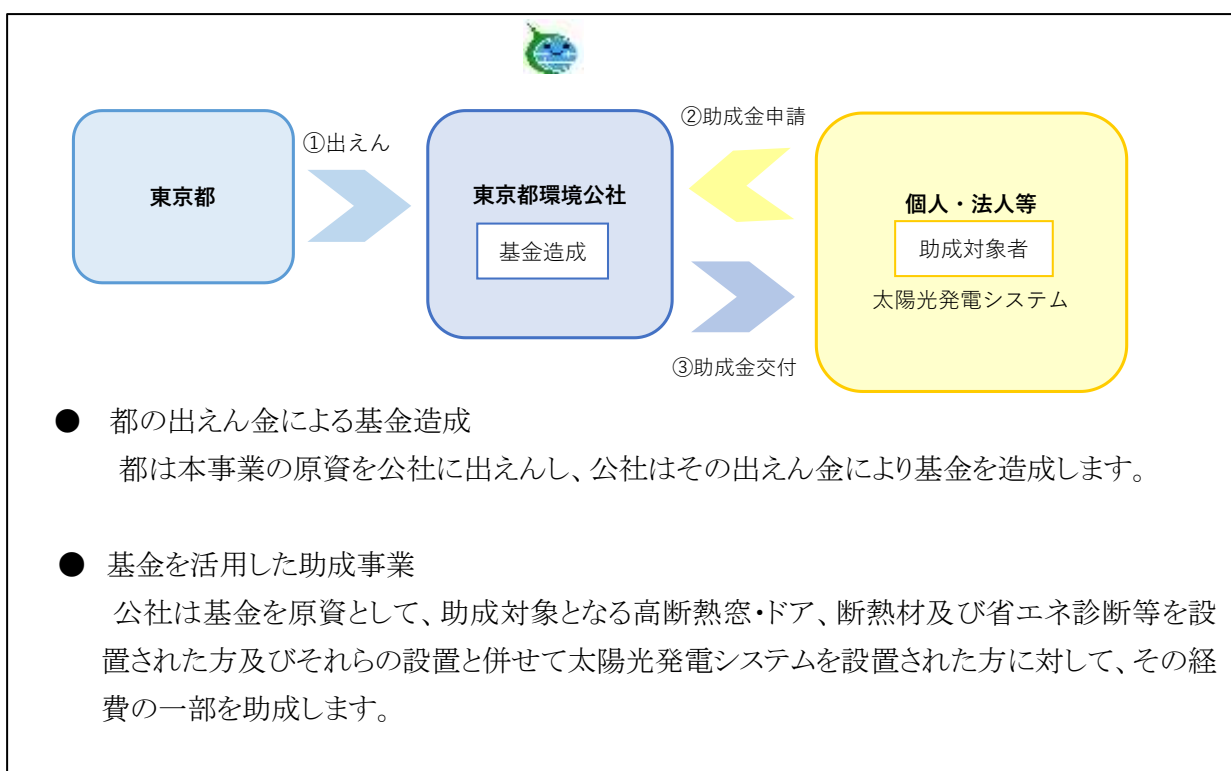 ①出えん
②助成金申請
東京都
東京都環境公社
基金造成
個人・法人等
助成対象者
太陽光発電システム
③助成金交付
● 都の出えん金による基金造成
都は本事業の原資を公社に出えんし、公社はその出えん金により基金を造成します。
● 基金を活用した助成事業
公社は基金を原資として、助成対象となる高断熱窓・ドア、断熱材及び省エネ診断等を設
置された方及びそれらの設置と併せて太陽光発電システムを設置された方に対して、その経
費の一部を助成します。